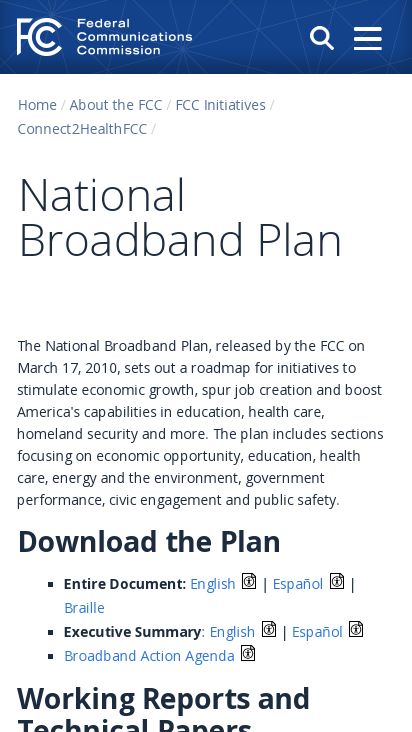 FCC Federal
Communications
Commission
Home / About the FCC / FCC Initiatives /
Connect2HealthFCC /
National
Broadband Plan
The National Broadband Plan, released by the FCC on
March 17, 2010, sets out a roadmap for initiatives to
stimulate economic growth, spur job creation and boost
America's capabilities in education, health care,
homeland security and more. The plan includes sections
focusing on economic opportunity, education, health
care, energy and the environment, government
performance, civic engagement and public safety.
Download the Plan
Entire Document: English | Español |
Braille
Executive Summary: English | Español
Broadband Action Agenda
Working Reports and
Technical Papers